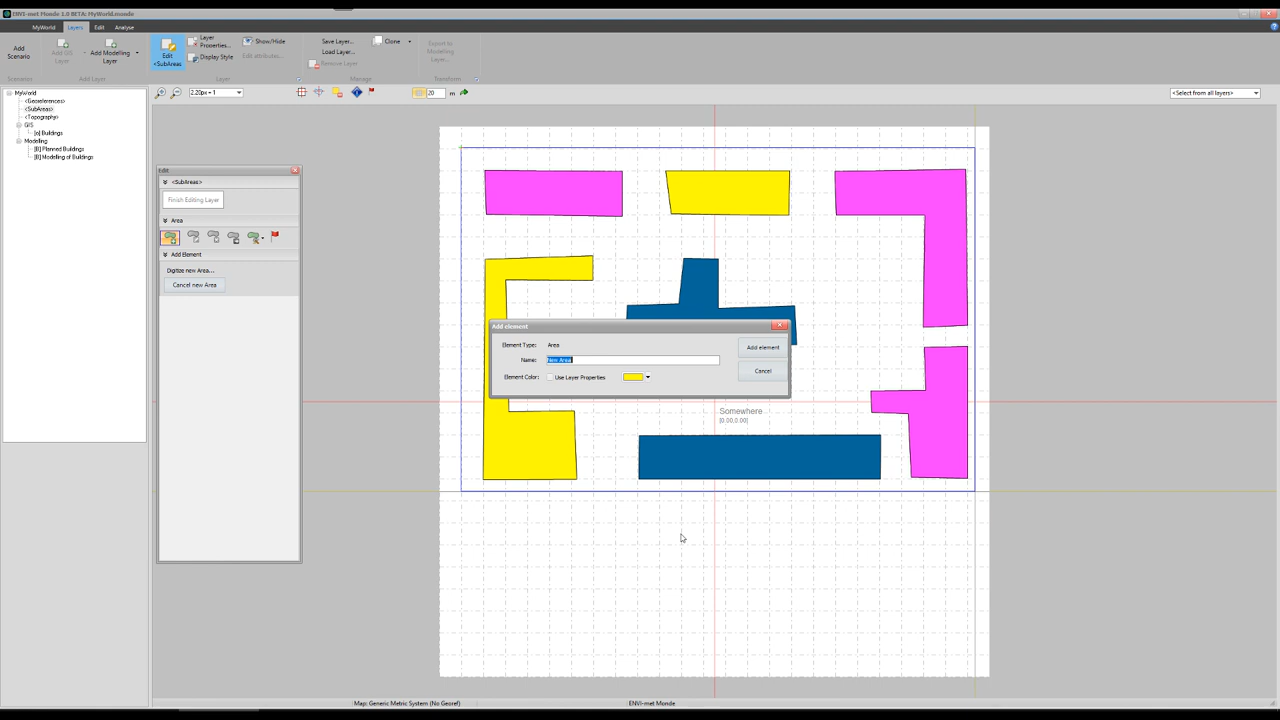 ENVI-met Monde 1.0 BETA: MyWorld.monde
MyWorld
Layers
Edit
Analyse
Add
Scenario
Add GIS
Layer
Add Modelling
Layer
Edit
<SubAreas
Layer
Properties...
Display Style
Show/Hide
Edit attributes...
Save Layer...
Load Layer...
Remove Layer
Clone
Export to
Modelling
Layer...
Scenarios
Add Layer
Layer
Manage
Transform
2.20px = 1
20
m
<Select from all layers>
MyWorld
<Georeferences>
<SubAreas>
<Topography>
GIS
[o] Buildings
Modelling
[B] Planned Buildings
[B] Modelling of Buildings
Edit
<SubAreas>
Finish Editing Layer
Area
Add Element
Digitize new Area...
Cancel new Area
Add element
Element Type:
Area
Name:
New Area
Element Color:
Use Layer Properties
Add element
Cancel
Somewhere
[0.00,0.00]
Map: Generic Metric System (No Georef)
ENVI-met Monde